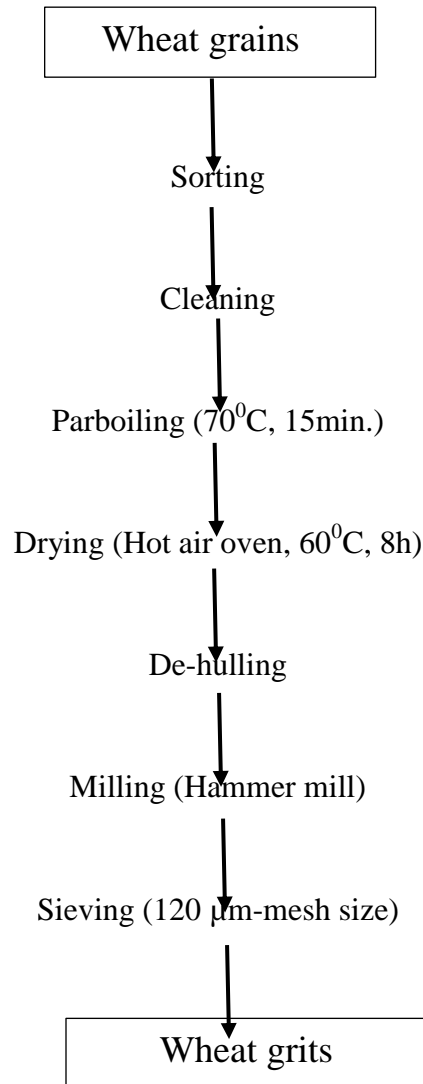 Wheat grains
Sorting
Cleaning
Parboiling (70⁰C, 15min.)
Drying (Hot air oven, 60⁰C, 8h)
De-hulling
Milling (Hammer mill)
Sieving (120 µm-mesh size)
Wheat grits